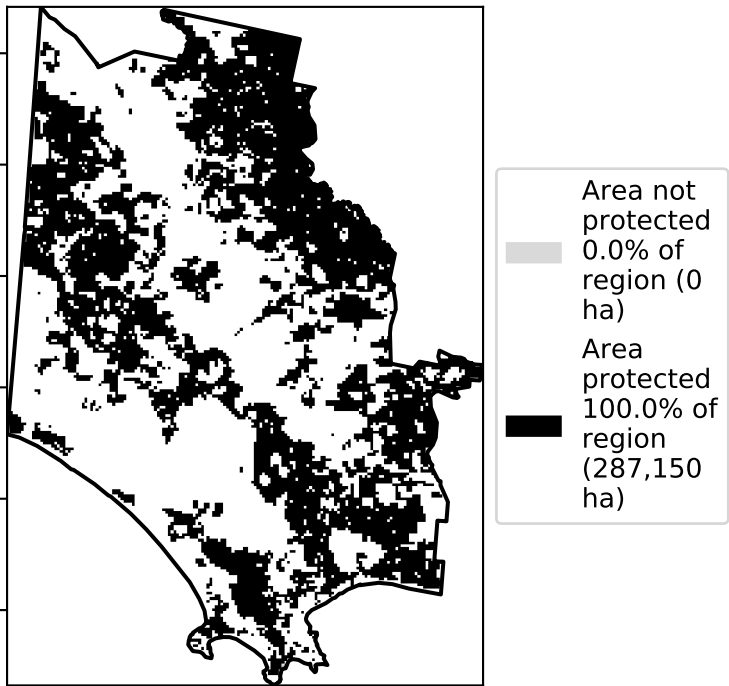 Area not
protected
0.0% of
region (0
ha)
Area
protected
100.0% of
region
(287,150
ha)